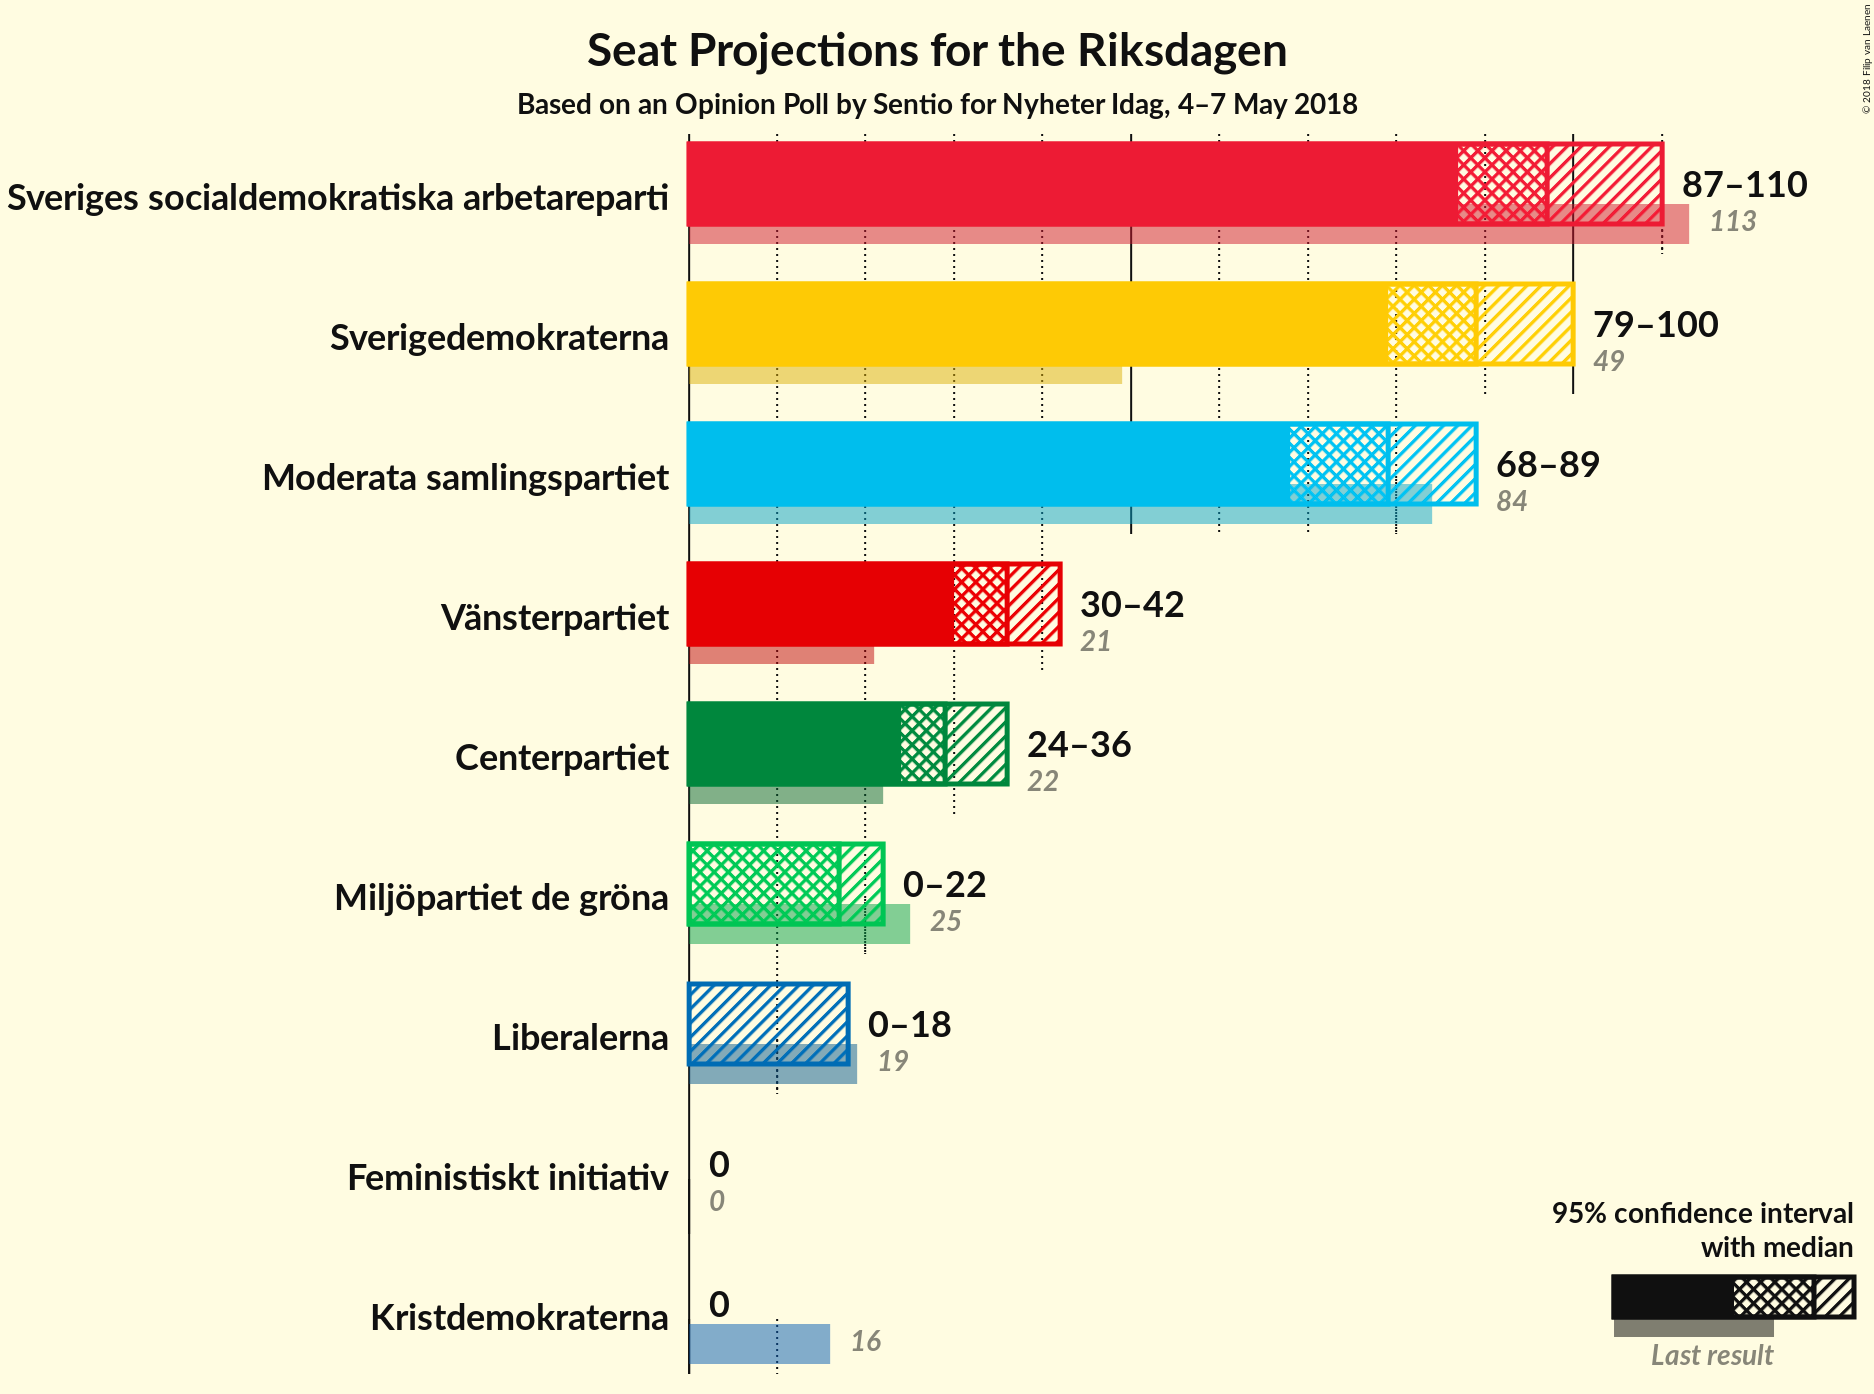 Seat Projections for the Riksdagen
Based on an Opinion Poll by Sentio for Nyheter Idag, 4–7 May 2018
© 2018 Filip van Laenen
Sveriges socialdemokratiska arbetareparti
87–110
113
Sverigedemokraterna
79–100
49
Moderata samlingspartiet
68–89
84
Vänsterpartiet
30–42
21
Centerpartiet
24–36
22
Miljöpartiet de gröna
0–22
25
Liberalerna
0–18
19
Feministiskt initiativ
0
0
Kristdemokraterna
0
16
95% confidence interval
with median
Last result